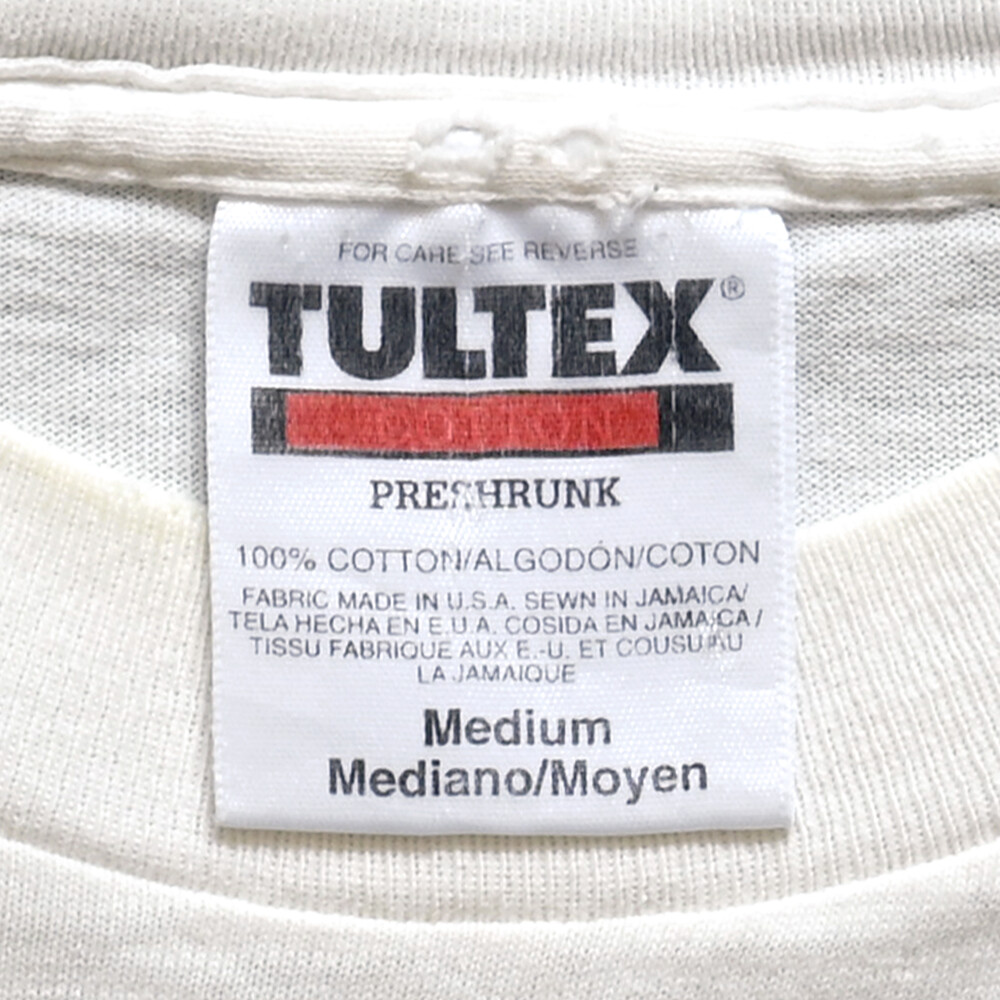 FOR CARE SEE REVERSE
TULTEX®
PRESHRUNK
100% COTTON/ALGODÓN/COTON
FABRIC MADE IN U.S.A. SEWN IN JAMAICA/
TELA HECHA EN E.U.A. COSIDA EN JAMAICA/
TISSU FABRIQUE AUX E.-U. ET COUSU AU
LA JAMAIQUE
Medium
Mediano/Moyen